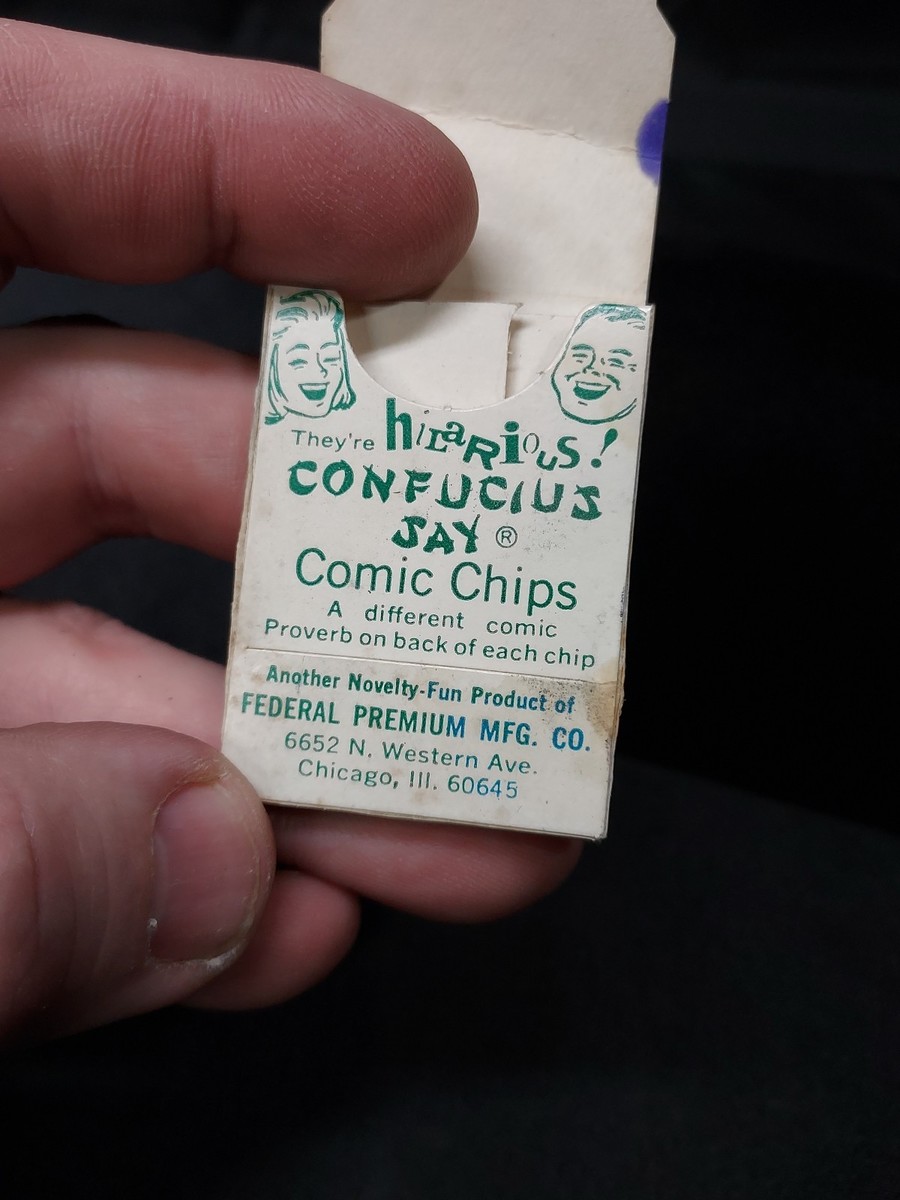 They're hilarious!
CONFUCIUS
SAY ®
Comic Chips
A different comic
Proverb on back of each chip
Another Novelty-Fun Product of
FEDERAL PREMIUM MFG. CO.
6652 N. Western Ave.
Chicago, Ill. 60645